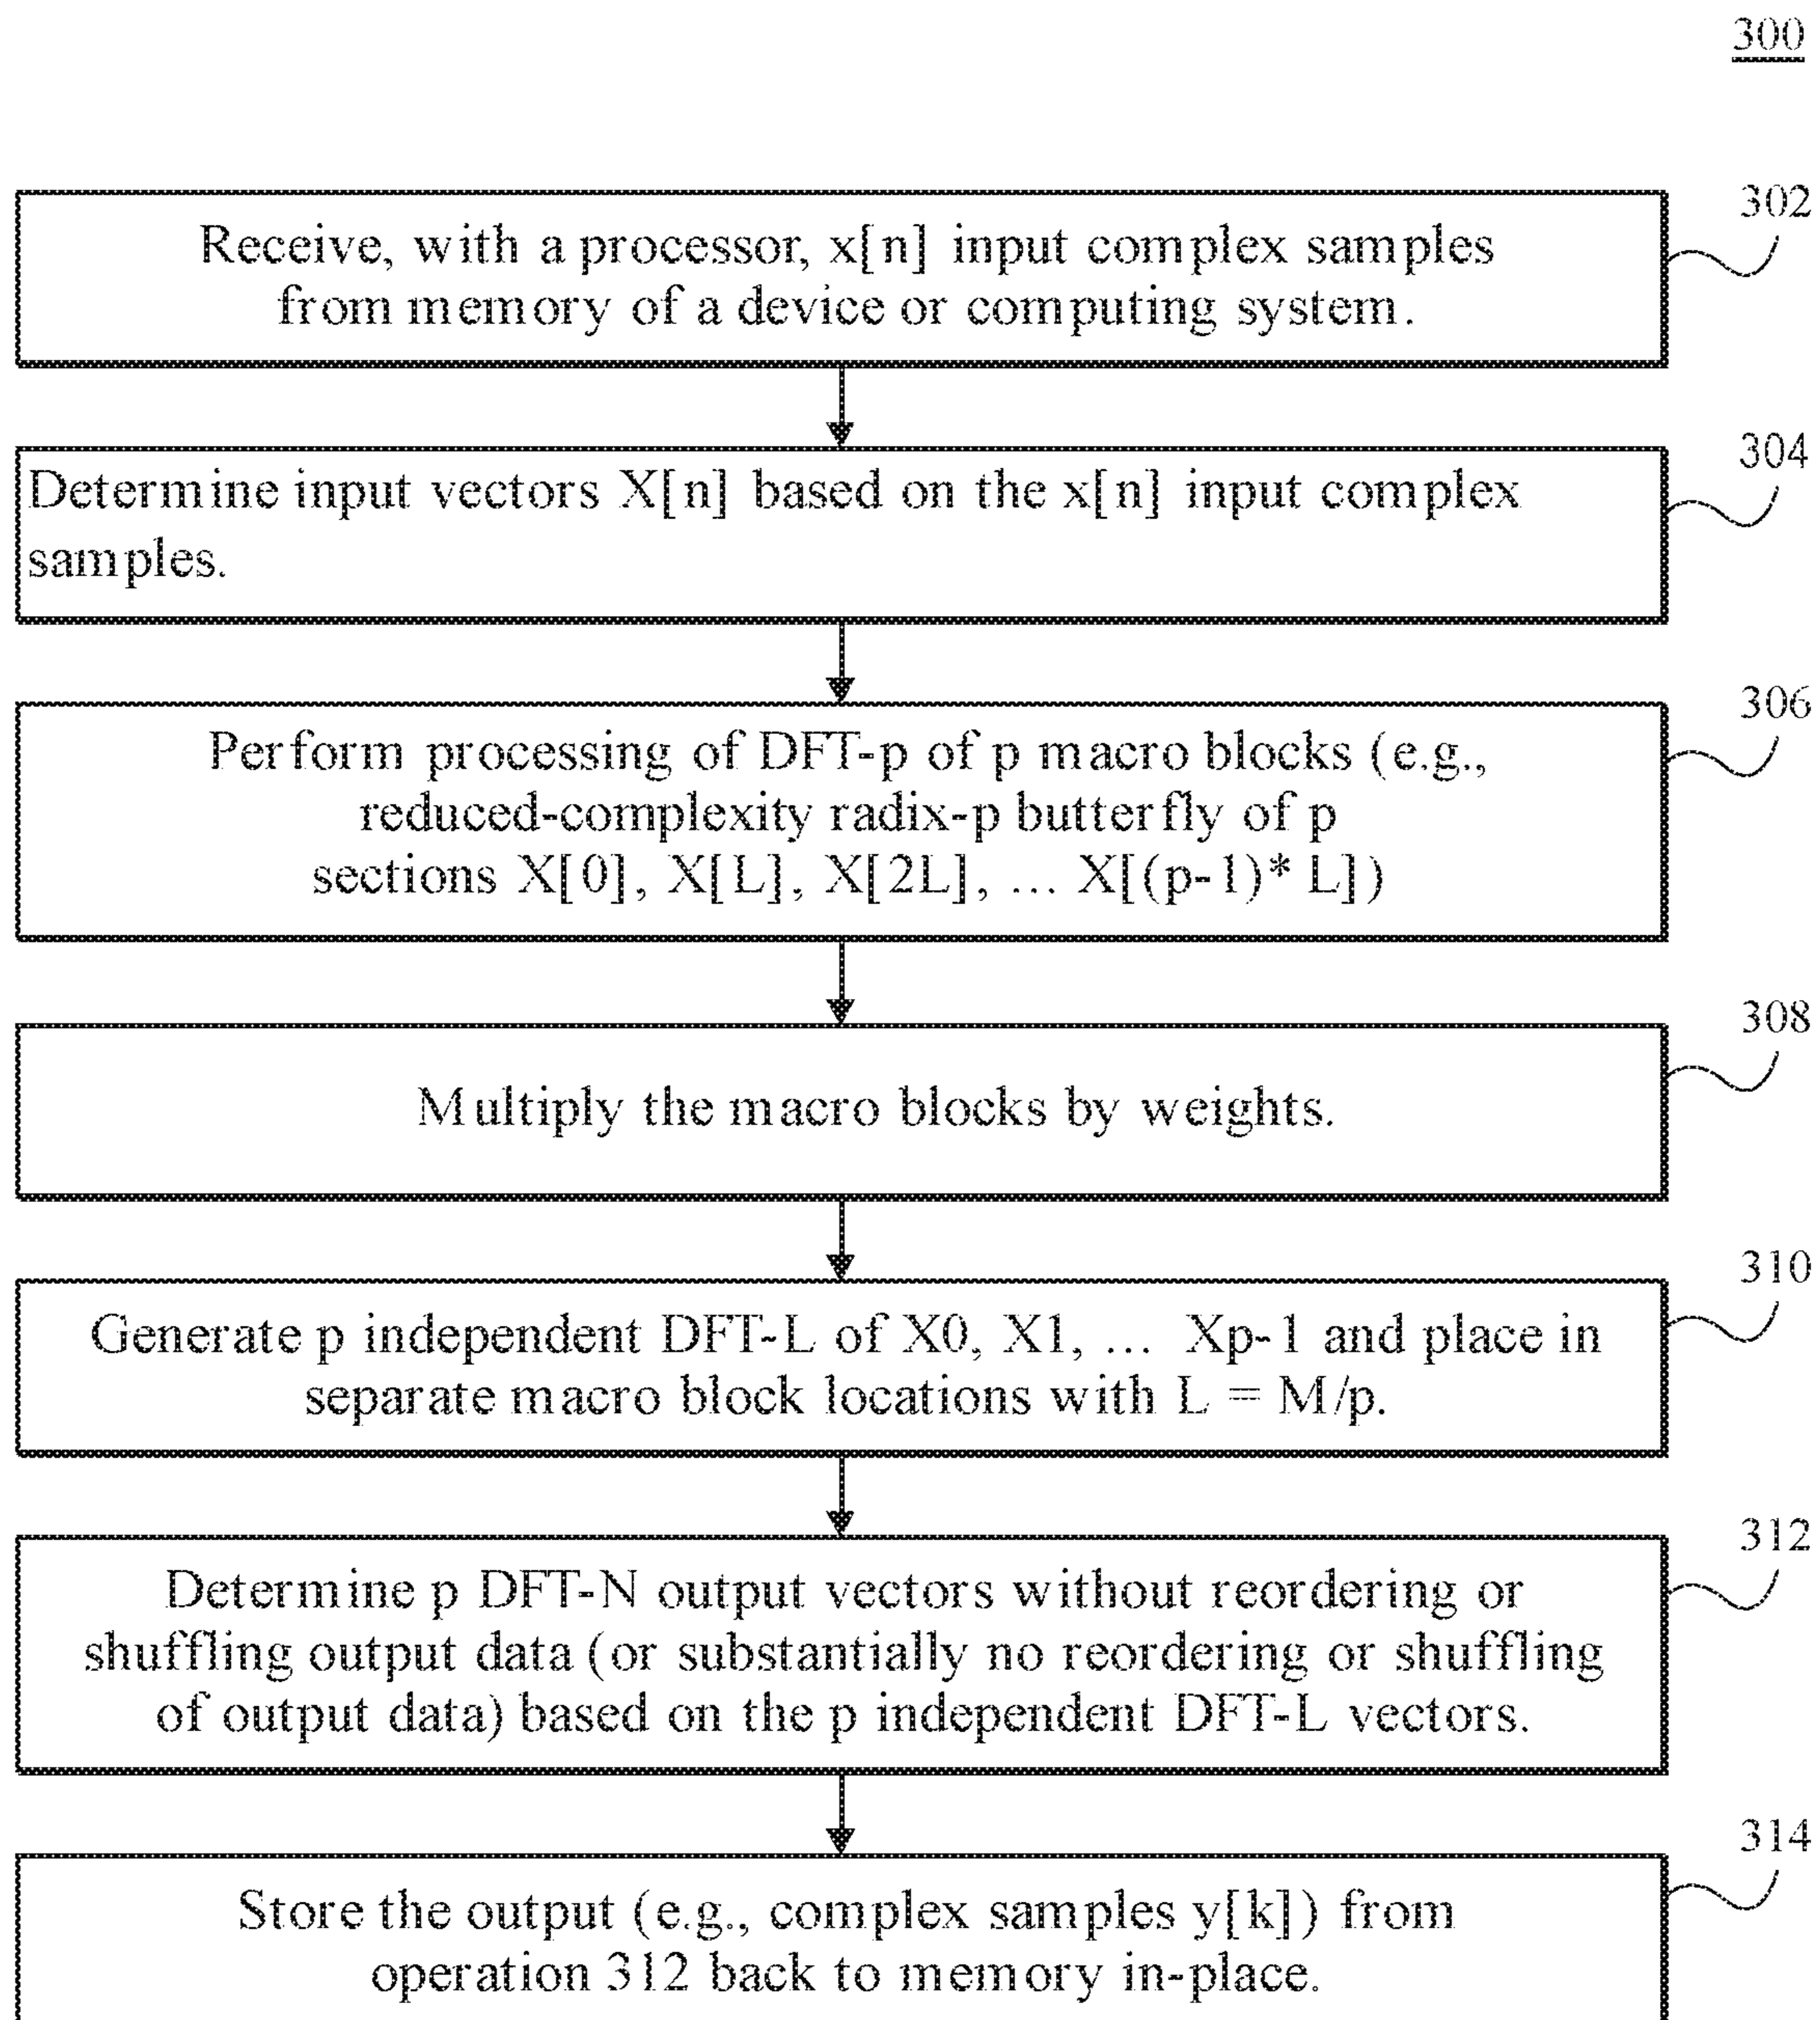 300
302
Receive, with a processor, x[n] input complex samples
from memory of a device or computing system.
304
Determine input vectors X[n] based on the x[n] input complex
samples.
306
Perform processing of DFT-p of p macro blocks (e.g.,
reduced-complexity radix-p butterfly of p
sections X[0], X[L], X[2L], ... X[(p-1)* L])
308
Multiply the macro blocks by weights.
310
Generate p independent DFT-L of X0, X1, ... Xp-1 and place in
separate macro block locations with L = M/p.
312
Determine p DFT-N output vectors without reordering or
shuffling output data (or substantially no reordering or shuffling
of output data) based on the p independent DFT-L vectors.
314
Store the output (e.g., complex samples y[k]) from
operation 312 back to memory in-place.